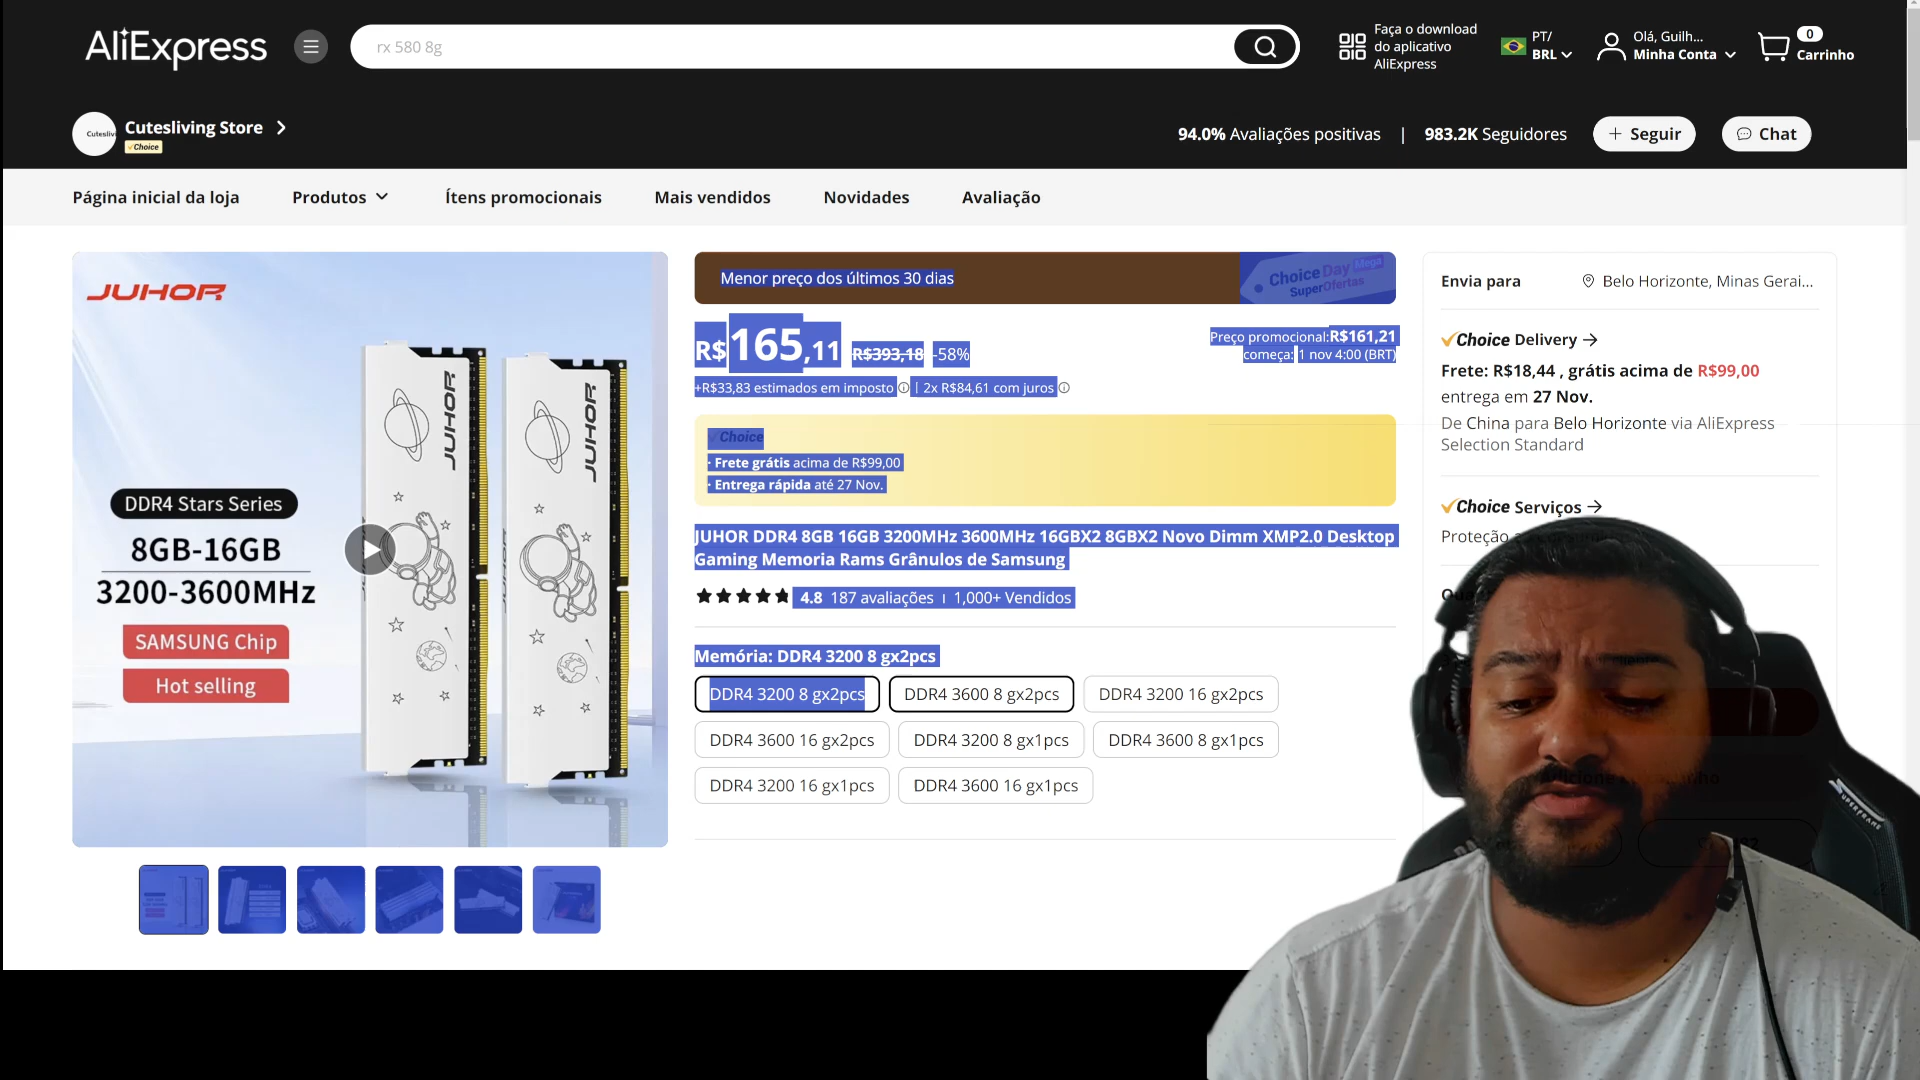 AliExpress
rx 580 8g
Faça o download
do aplicativo
AliExpress
PT/
BRL
Olá, Guilh...
Minha Conta
0
Carrinho
Cutesliv
Cutesliving Store
Choice
94.0% Avaliações positivas | 983.2K Seguidores
+ Seguir
Chat
Página inicial da loja
Produtos
Ítens promocionais
Mais vendidos
Novidades
Avaliação
JUHOR
DDR4 Stars Series
8GB-16GB
3200-3600MHz
SAMSUNG Chip
Hot selling
JUHOR
JUHOR
Menor preço dos últimos 30 dias
Choice Day Mega
SuperOfertas
R$165,11 R$393,18 -58%
Preço promocional:R$161,21
começa: 1 nov 4:00 (BRT)
+R$33,83 estimados em imposto | 2x R$84,61 com juros
Choice
· Frete grátis acima de R$99,00
· Entrega rápida até 27 Nov.
JUHOR DDR4 8GB 16GB 3200MHz 3600MHz 16GBX2 8GBX2 Novo Dimm XMP2.0 Desktop
Gaming Memoria Rams Grânulos de Samsung
4.8 187 avaliações | 1,000+ Vendidos
Memória: DDR4 3200 8 gx2pcs
DDR4 3200 8 gx2pcs
DDR4 3600 8 gx2pcs
DDR4 3200 16 gx2pcs
DDR4 3600 16 gx2pcs
DDR4 3200 8 gx1pcs
DDR4 3600 8 gx1pcs
DDR4 3200 16 gx1pcs
DDR4 3600 16 gx1pcs
Envia para
Belo Horizonte, Minas Gerai...
Choice Delivery
Frete: R$18,44 , grátis acima de R$99,00
entrega em 27 Nov.
De China para Belo Horizonte via AliExpress
Selection Standard
Choice Serviços
Proteção
SUPERFRAME